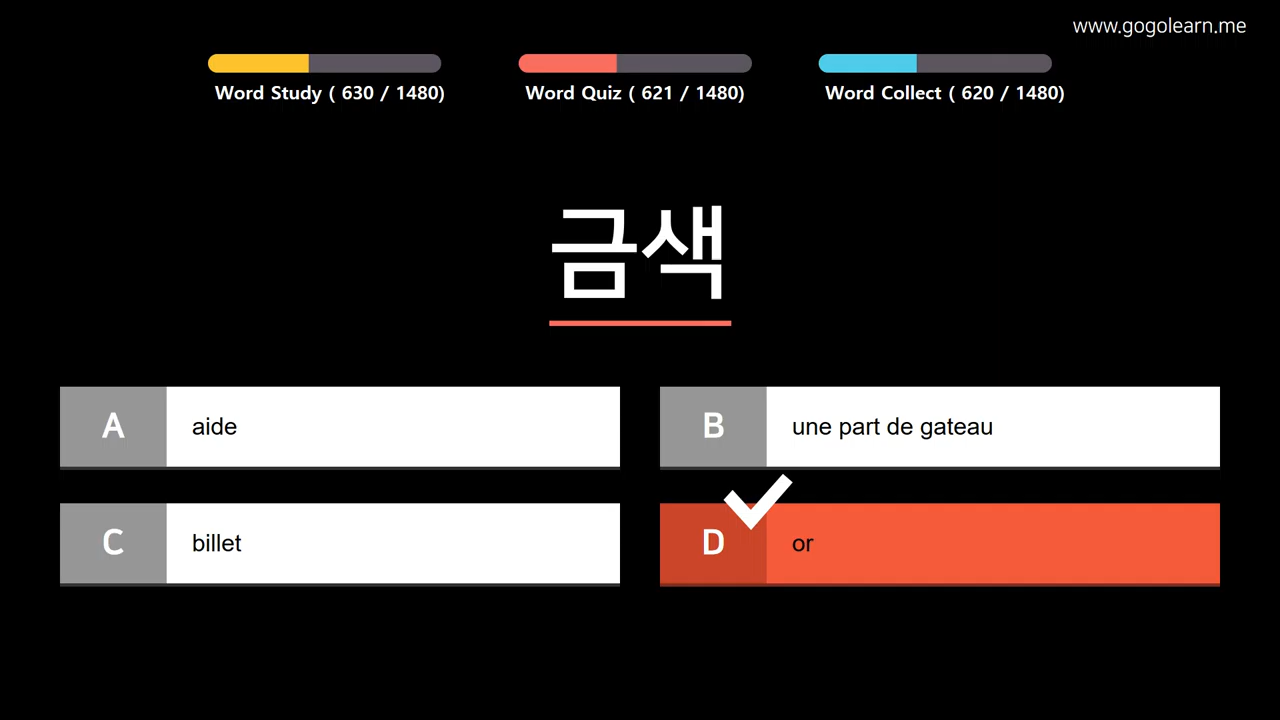 www.gogolearn.me
Word Study ( 630 / 1480)
Word Quiz ( 621 / 1480)
Word Collect ( 620 / 1480)
금색
A
aide
B
une part de gateau
C
billet
D
or